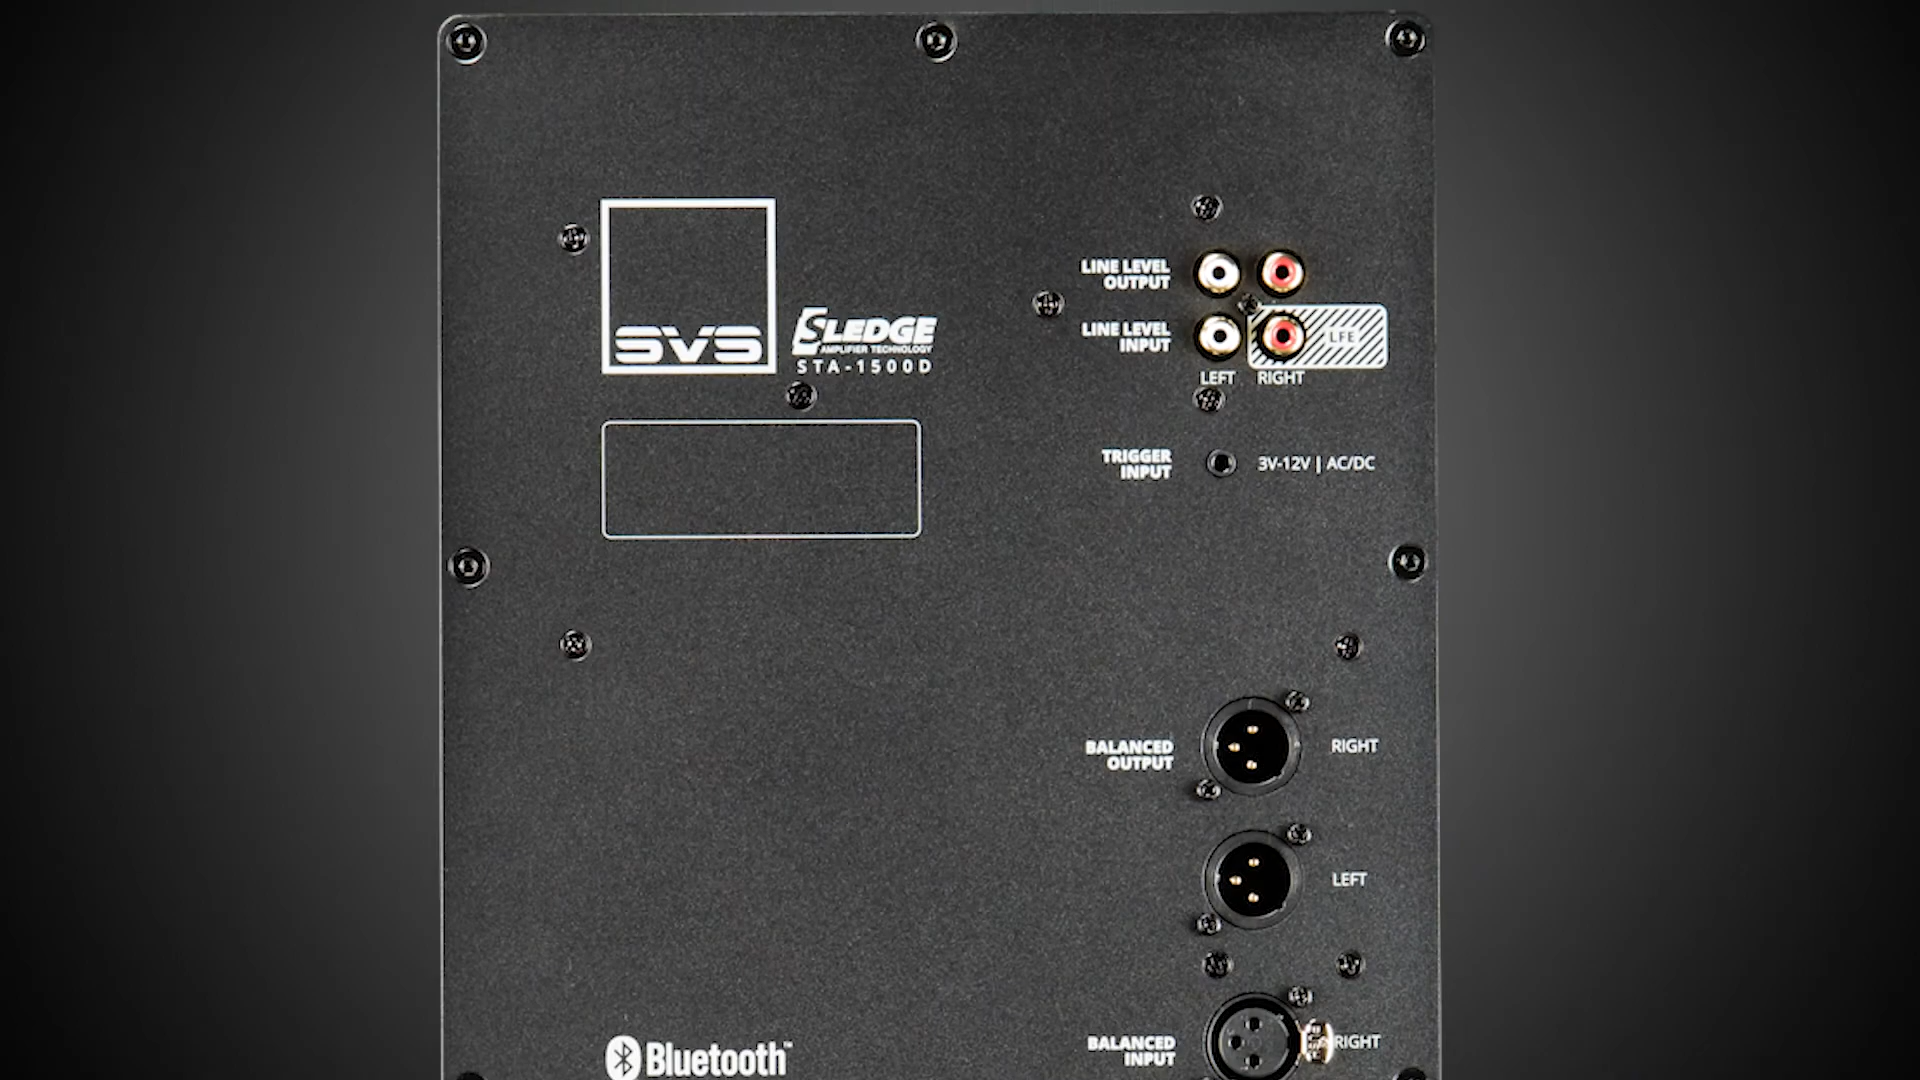 SVS
SLEDGE
AMPLIFIER TECHNOLOGY
STA-1500D
LINE LEVEL
OUTPUT
LINE LEVEL
INPUT
LFE
LEFT RIGHT
TRIGGER
INPUT
3V-12V | AC/DC
BALANCED
OUTPUT
RIGHT
LEFT
Bluetooth™
BALANCED
INPUT
RIGHT